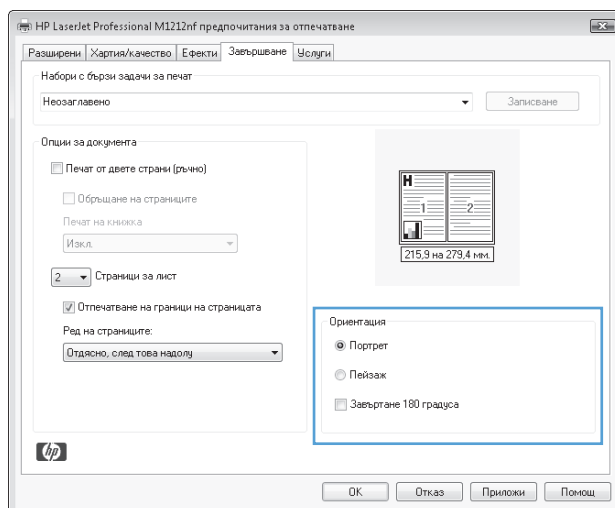 HP LaserJet Professional M1212nf предпочитания за отпечатване
Разширени Хартия/качество Ефекти Завършване Услуги
Набори с бързи задачи за печат
Неозаглавено Записване
Опции за документа
Печат от двете страни (ръчно)
Обръщане на страниците
Печат на книжка
Изкл.
2 Страници за лист
Отпечатване на граници на страницата
Ред на страниците:
Отдясно, след това надолу
H
1 2
215,9 на 279,4 мм.
Ориентация
Портрет
Пейзаж
Завъртане 180 градуса
hp
OK Отказ Приложи Помощ